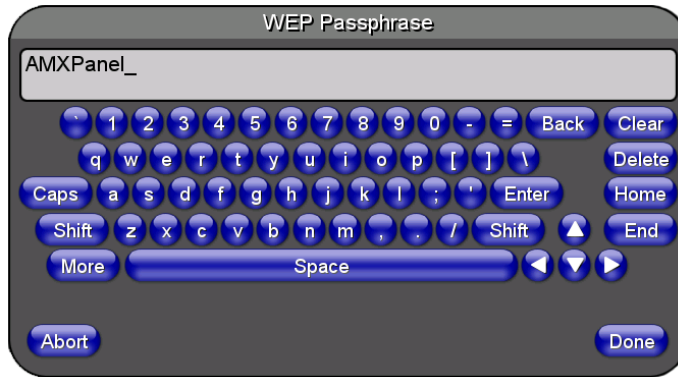 WEP Passphrase
AMXPanel_
` 1 2 3 4 5 6 7 8 9 0 - = Back Clear
q w e r t y u i o p [ ] \ Delete
Caps a s d f g h j k l ; ' Enter Home
Shift z x c v b n m , . / Shift End
More Space
Abort Done